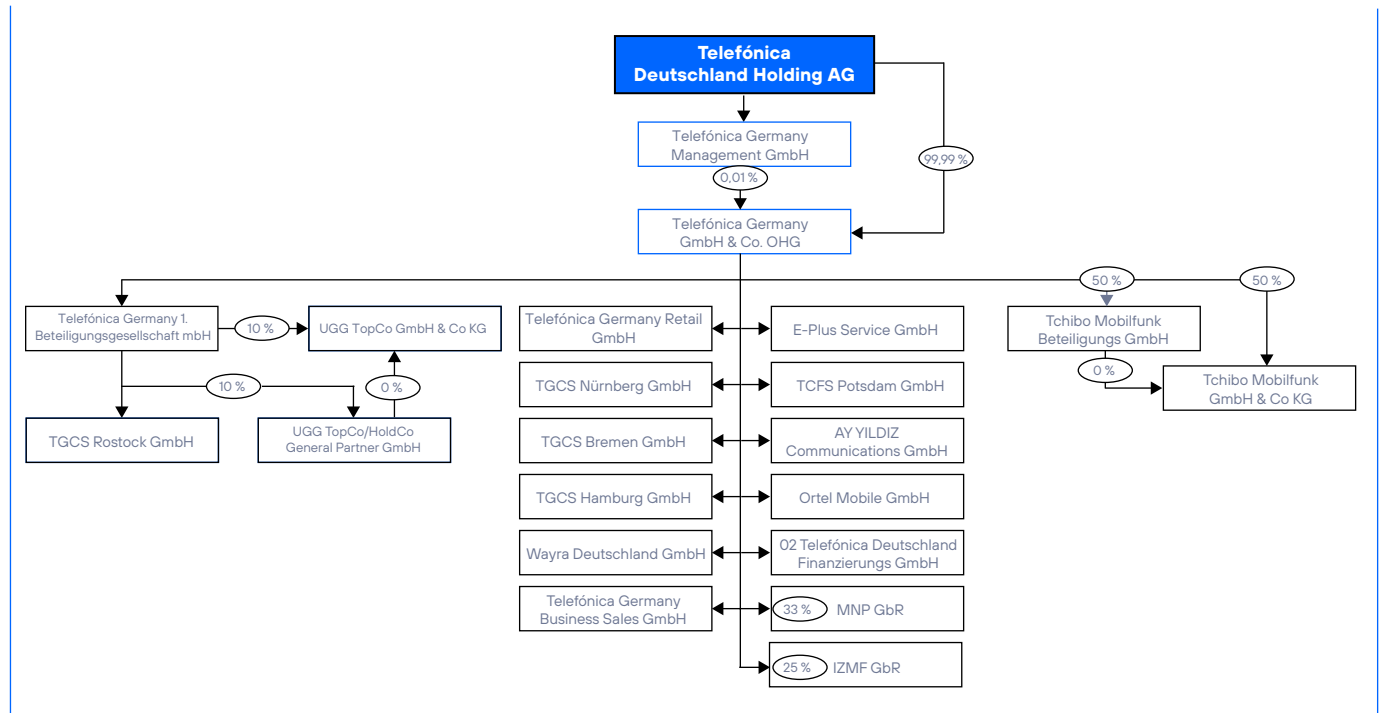 Telefónica
Deutschland Holding AG
Telefónica Germany
Management GmbH
99,99 %
0,01 %
Telefónica Germany
GmbH & Co. OHG
50 %
50 %
Telefónica Germany 1.
Beteiligungsgesellschaft mbH
10 %
UGG TopCo GmbH & Co KG
10 %
0 %
TGCS Rostock GmbH
UGG TopCo/HoldCo
General Partner GmbH
Telefónica Germany Retail
GmbH
E-Plus Service GmbH
TGCS Nürnberg GmbH
TCFS Potsdam GmbH
TGCS Bremen GmbH
AY YILDIZ
Communications GmbH
TGCS Hamburg GmbH
Ortel Mobile GmbH
Wayra Deutschland GmbH
02 Telefónica Deutschland
Finanzierungs GmbH
Telefónica Germany
Business Sales GmbH
33 %
MNP GbR
25 %
IZMF GbR
Tchibo Mobilfunk
Beteiligungs GmbH
0 %
Tchibo Mobilfunk
GmbH & Co KG